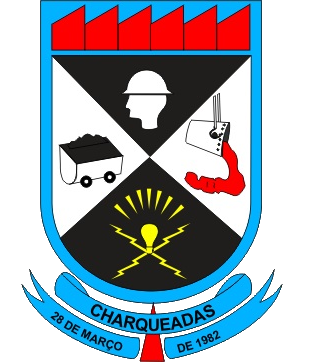 CHARQUEADAS
28 DE MARÇO DE 1982